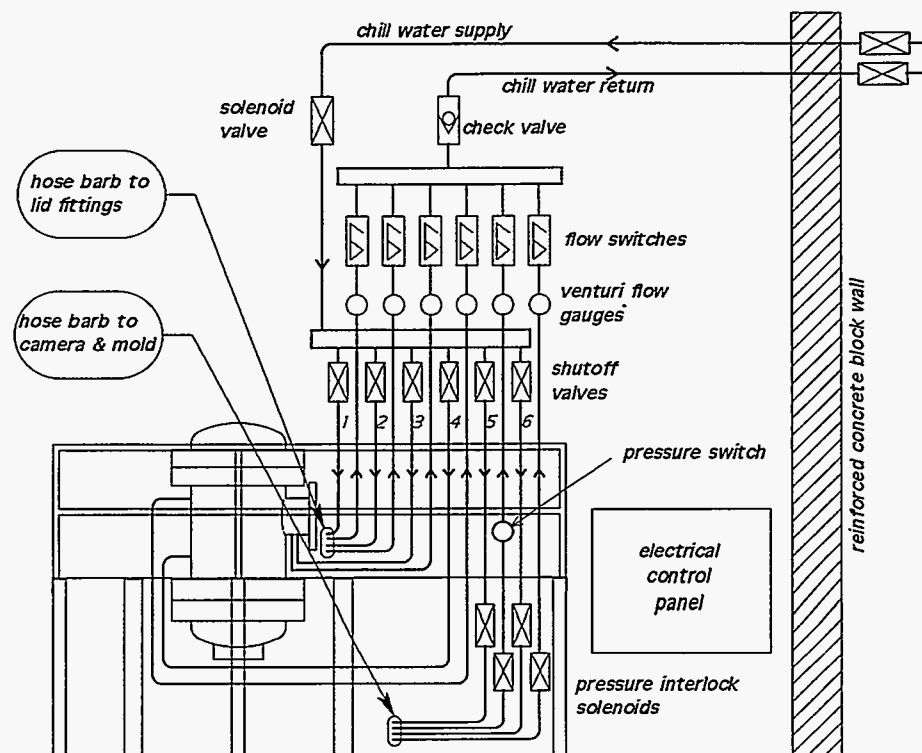 chill water supply
chill water return
solenoid
valve
check valve
hose barb to
lid fittings
flow switches
venturi flow
gauges
hose barb to
camera & mold
shutoff
valves
1 2 3 4 5 6
pressure switch
reinforced concrete block wall
electrical
control
panel
pressure interlock
solenoids